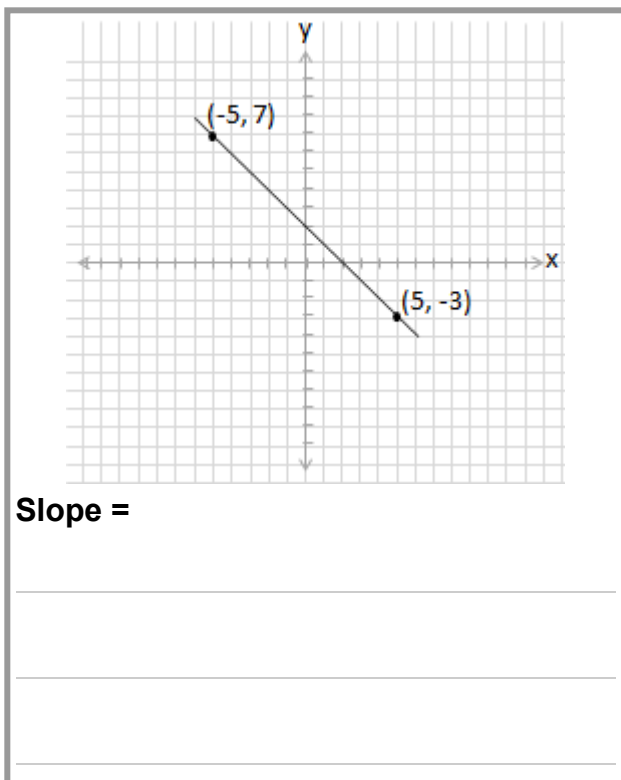 y
(-5, 7)
x
(5, -3)
Slope =